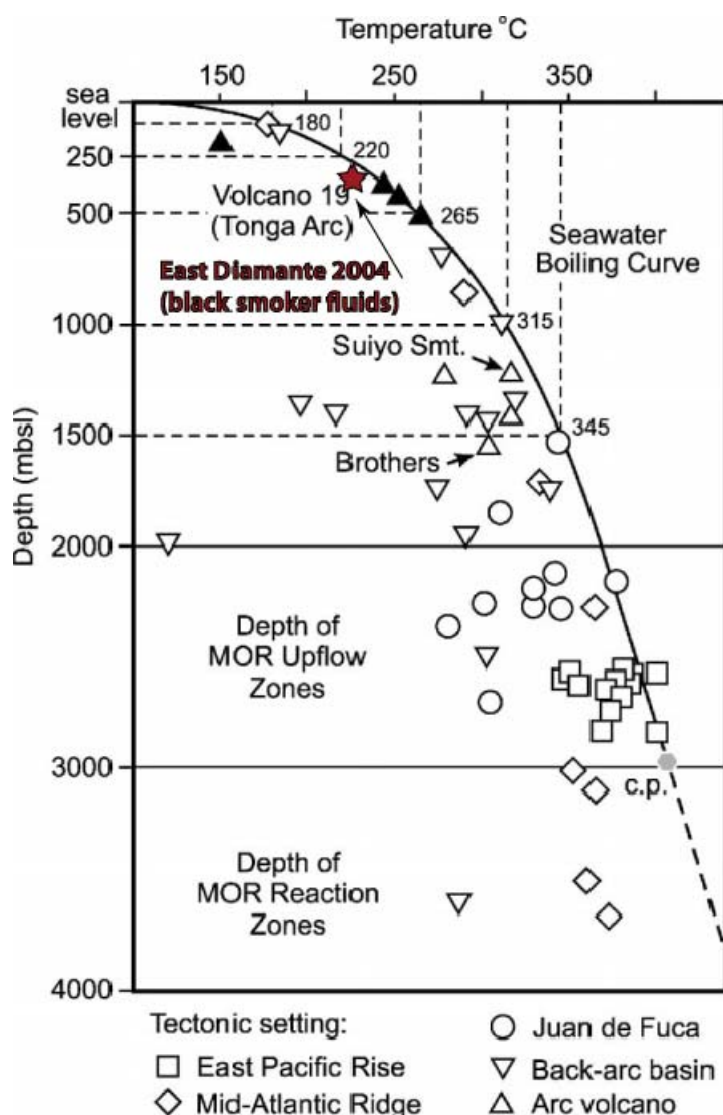 Temperature °C
150 250 350
sea
level
180
250
220
Volcano 19
(Tonga Arc)
500
265
East Diamante 2004
(black smoker fluids)
Seawater
Boiling Curve
1000
315
Suiyo Smt.
1500
345
Brothers
Depth (mbsl)
2000
Depth of
MOR Upflow
Zones
3000
c.p.
Depth of
MOR Reaction
Zones
4000
Tectonic setting:
East Pacific Rise
Mid-Atlantic Ridge
Juan de Fuca
Back-arc basin
Arc volcano